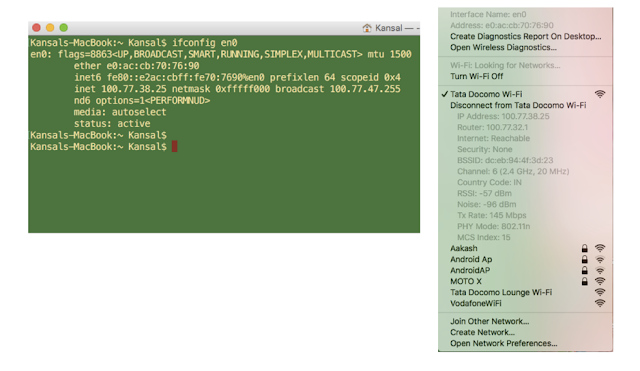 Kansal — -
Kansals-MacBook:~ Kansal$ ifconfig en0
en0: flags=8863<UP,BROADCAST,SMART,RUNNING,SIMPLEX,MULTICAST> mtu 1500
ether e0:ac:cb:70:76:90
inet6 fe80::e2ac:cbff:fe70:7690%en0 prefixlen 64 scopeid 0x4
inet 100.77.38.25 netmask 0xfffff000 broadcast 100.77.47.255
nd6 options=1<PERFORMNUD>
media: autoselect
status: active
Kansals-MacBook:~ Kansal$
Kansals-MacBook:~ Kansal$
Interface Name: en0
Address: e0:ac:cb:70:76:90
Create Diagnostics Report On Desktop...
Open Wireless Diagnostics...
Wi-Fi: Looking for Networks...
Turn Wi-Fi Off
✓ Tata Docomo Wi-Fi
Disconnect from Tata Docomo Wi-Fi
IP Address: 100.77.38.25
Router: 100.77.32.1
Internet: Reachable
Security: None
BSSID: dc:eb:94:4f:3d:23
Channel: 6 (2.4 GHz, 20 MHz)
Country Code: IN
RSSI: -57 dBm
Noise: -96 dBm
Tx Rate: 145 Mbps
PHY Mode: 802.11n
MCS Index: 15
Aakash
Android Ap
AndroidAP
MOTO X
Tata Docomo Lounge Wi-Fi
VodafoneWiFi
Join Other Network...
Create Network...
Open Network Preferences...